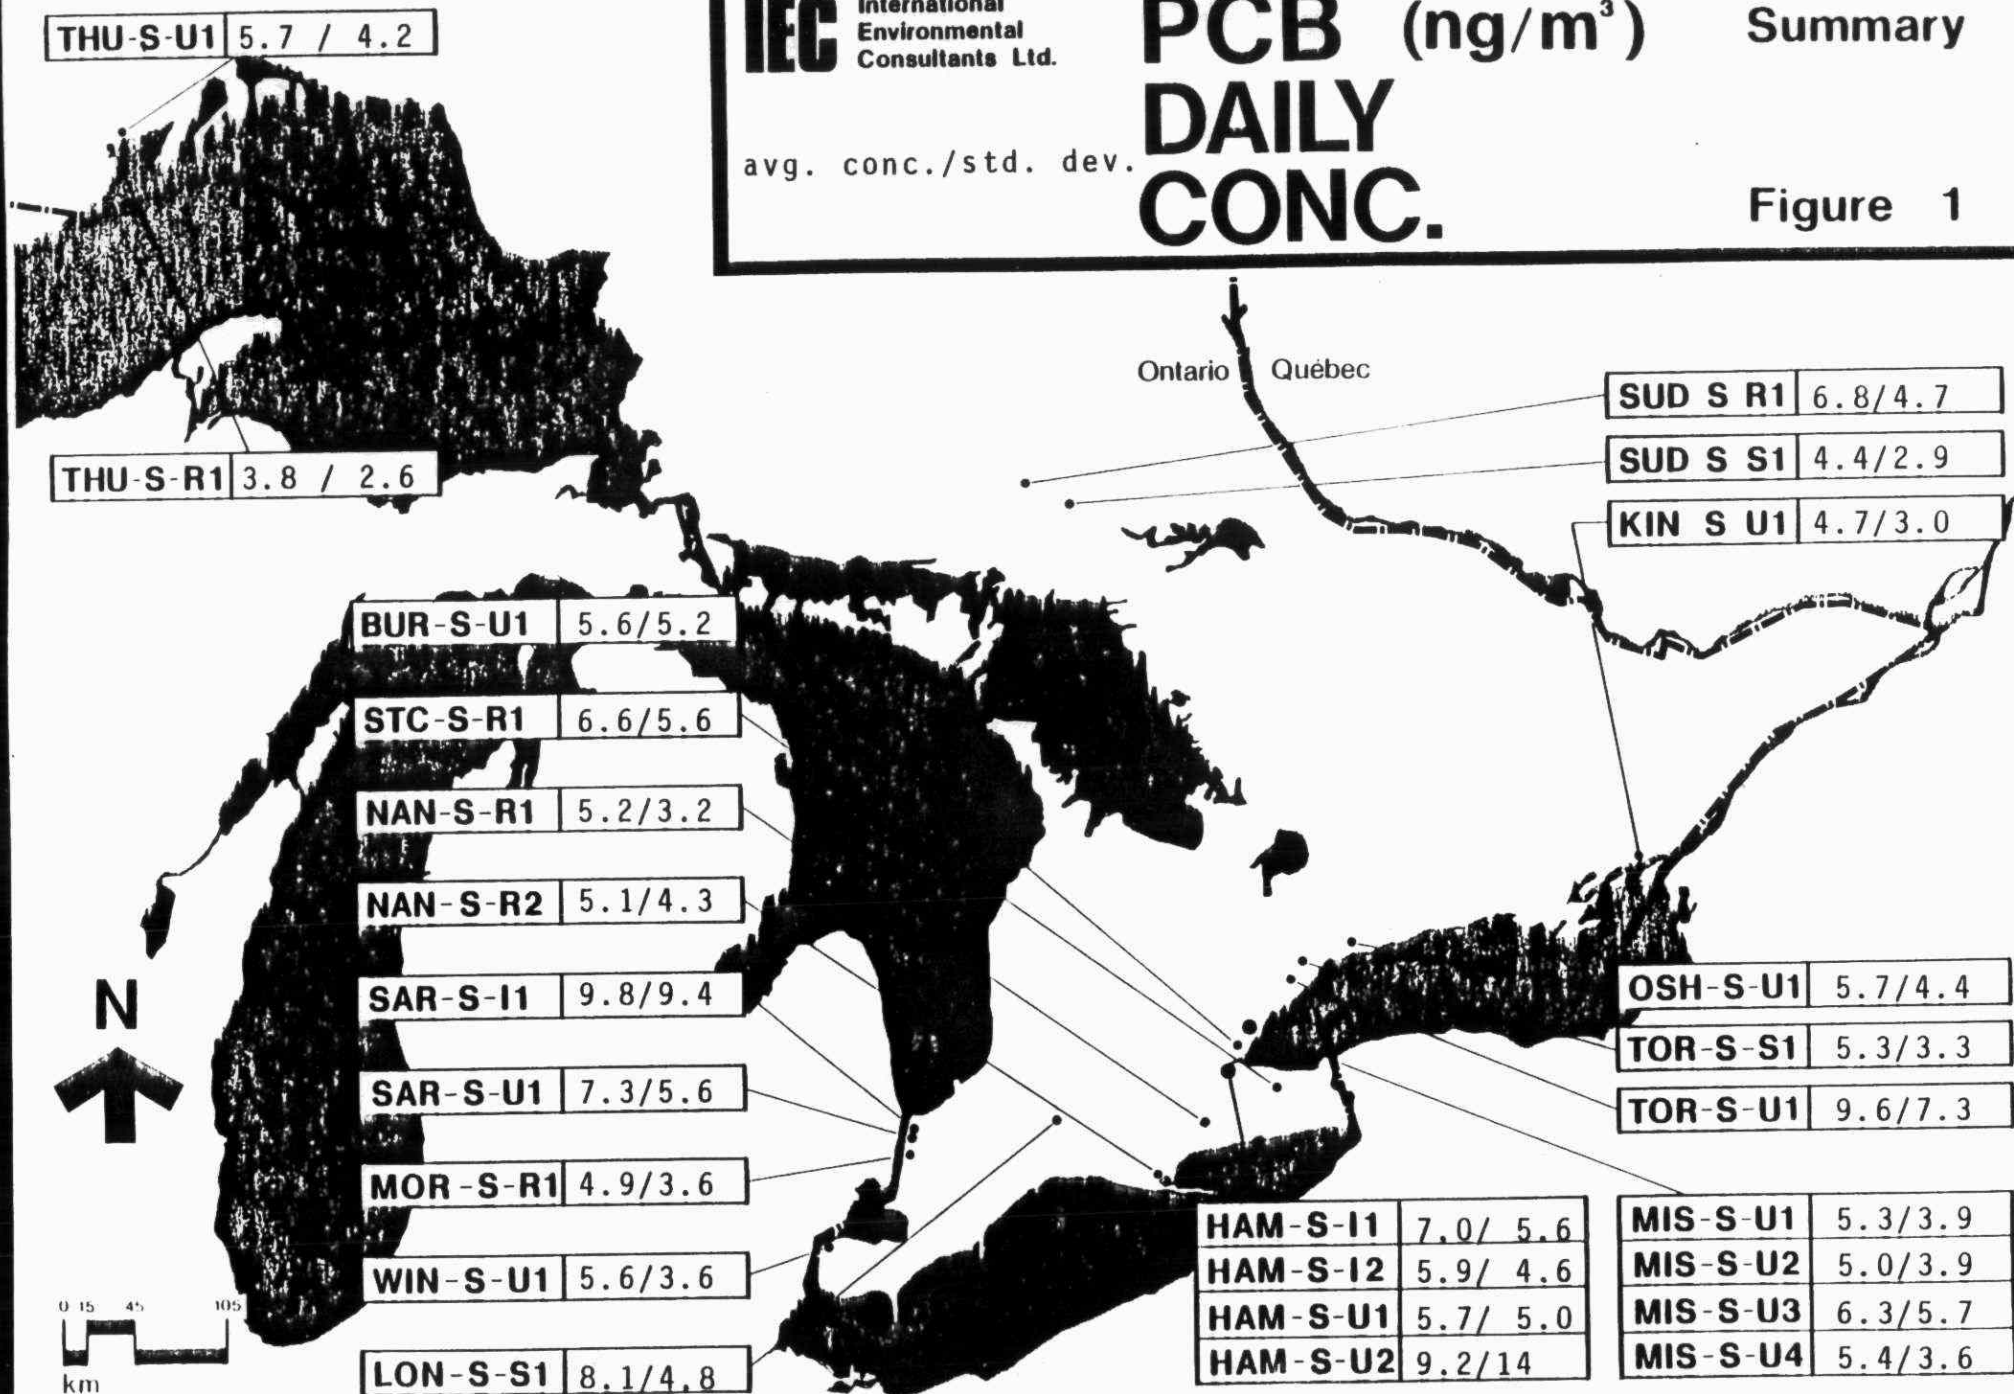 THU-S-U1 5.7 / 4.2
IEC International
Environmental
Consultants Ltd.
PCB (ng/m³) Summary
DAILY
avg. conc./std. dev.
CONC.
Figure 1
Ontario Québec
SUD S R1 6.8/4.7
SUD S S1 4.4/2.9
KIN S U1 4.7/3.0
THU-S-R1 3.8 / 2.6
BUR-S-U1 5.6/5.2
STC-S-R1 6.6/5.6
NAN-S-R1 5.2/3.2
NAN-S-R2 5.1/4.3
SAR-S-I1 9.8/9.4
SAR-S-U1 7.3/5.6
MOR-S-R1 4.9/3.6
WIN-S-U1 5.6/3.6
LON-S-S1 8.1/4.8
N
0 15 45 105
km
OSH-S-U1 5.7/4.4
TOR-S-S1 5.3/3.3
TOR-S-U1 9.6/7.3
HAM-S-I1 7.0/ 5.6
HAM-S-I2 5.9/ 4.6
HAM-S-U1 5.7/ 5.0
HAM-S-U2 9.2/14
MIS-S-U1 5.3/3.9
MIS-S-U2 5.0/3.9
MIS-S-U3 6.3/5.7
MIS-S-U4 5.4/3.6